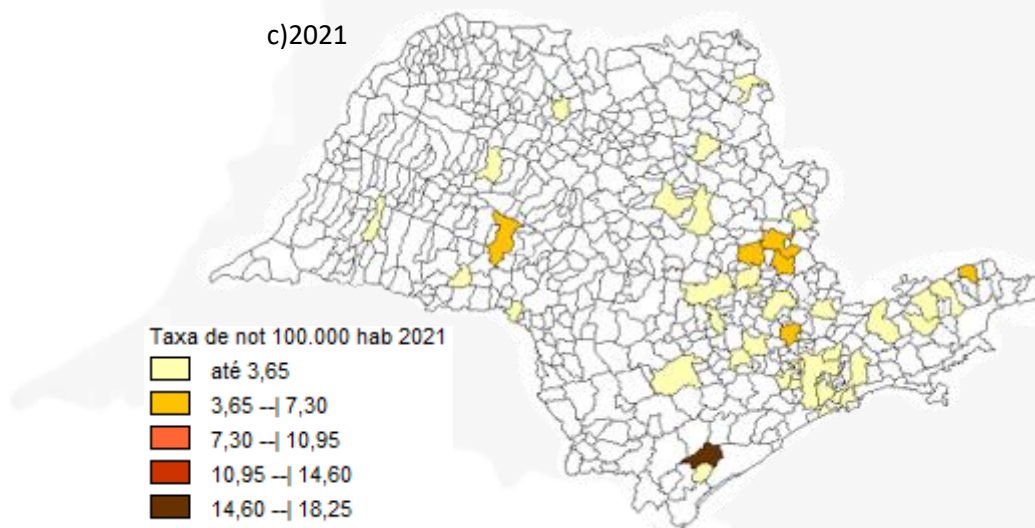 c)2021
Taxa de not 100.000 hab 2021
até 3,65
3,65 --| 7,30
7,30 --| 10,95
10,95 --| 14,60
14,60 --| 18,25